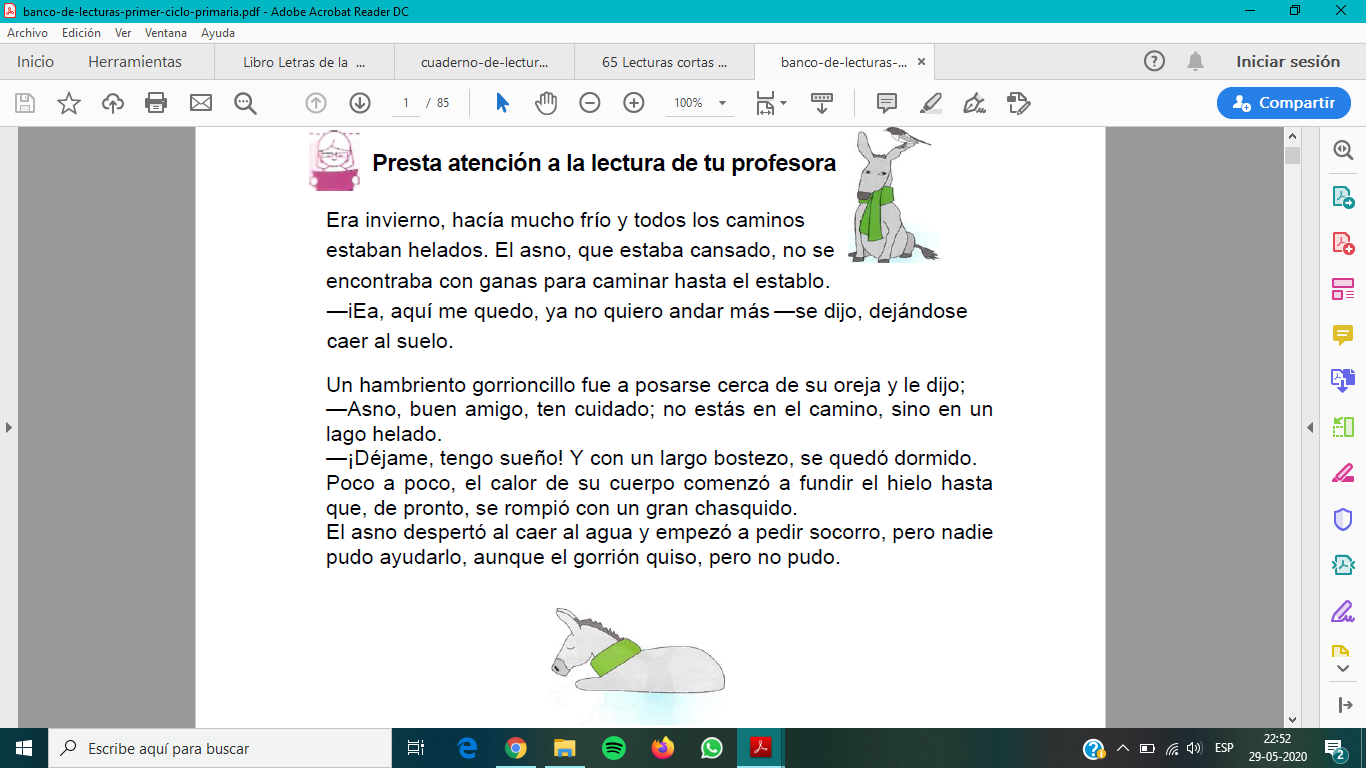 banco-de-lecturas-primer-ciclo-primaria.pdf - Adobe Acrobat Reader DC
Archivo Edición Ver Ventana Ayuda
Inicio Herramientas Libro Letras de la ... cuaderno-de-lectur... 65 Lecturas cortas ... banco-de-lecturas-... Iniciar sesión
1 / 85 100% Compartir
Presta atención a la lectura de tu profesora
Era invierno, hacía mucho frío y todos los caminos
estaban helados. El asno, que estaba cansado, no se
encontraba con ganas para caminar hasta el establo.
—iEa, aquí me quedo, ya no quiero andar más —se dijo, dejándose
caer al suelo.
Un hambriento gorrioncillo fue a posarse cerca de su oreja y le dijo;
—Asno, buen amigo, ten cuidado; no estás en el camino, sino en un
lago helado.
—¡Déjame, tengo sueño! Y con un largo bostezo, se quedó dormido.
Poco a poco, el calor de su cuerpo comenzó a fundir el hielo hasta
que, de pronto, se rompió con un gran chasquido.
El asno despertó al caer al agua y empezó a pedir socorro, pero nadie
pudo ayudarlo, aunque el gorrión quiso, pero no pudo.
Escribe aquí para buscar
ESP
22:52
29-05-2020
2